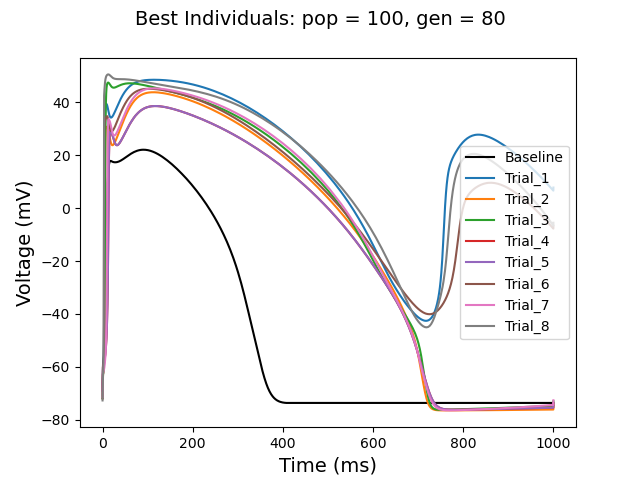 Best Individuals: pop = 100, gen = 80
Voltage (mV)
40
20
0
−20
−40
−60
−80
Baseline
Trial_1
Trial_2
Trial_3
Trial_4
Trial_5
Trial_6
Trial_7
Trial_8
0 200 400 600 800 1000
Time (ms)